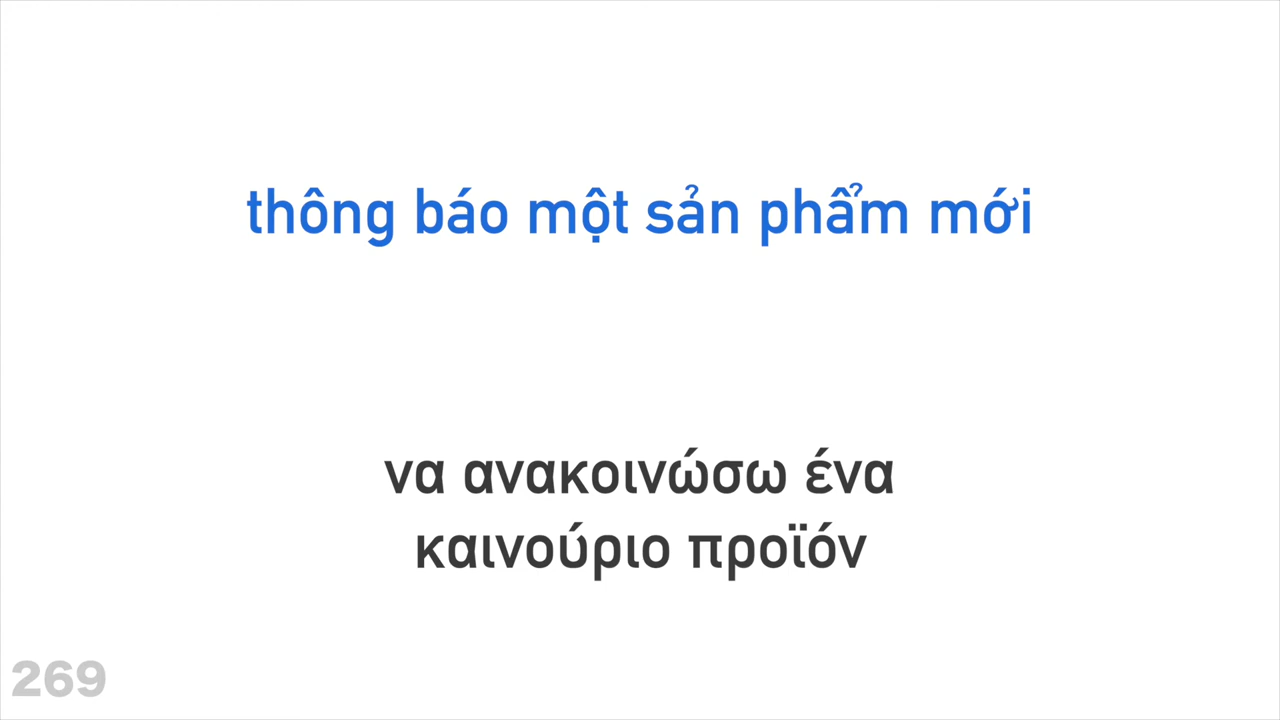 thông báo một sản phẩm mới
να ανακοινώσω ένα
καινούριο προϊόν
269